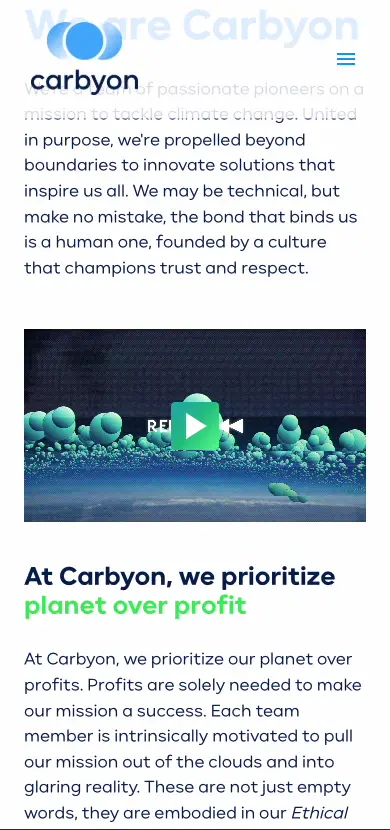 We are Carbyon
carbyon
We're a team of passionate pioneers on a
mission to tackle climate change. United
in purpose, we're propelled beyond
boundaries to innovate solutions that
inspire us all. We may be technical, but
make no mistake, the bond that binds us
is a human one, founded by a culture
that champions trust and respect.
At Carbyon, we prioritize
planet over profit
At Carbyon, we prioritize our planet over
profits. Profits are solely needed to make
our mission a success. Each team
member is intrinsically motivated to pull
our mission out of the clouds and into
glaring reality. These are not just empty
words, they are embodied in our Ethical